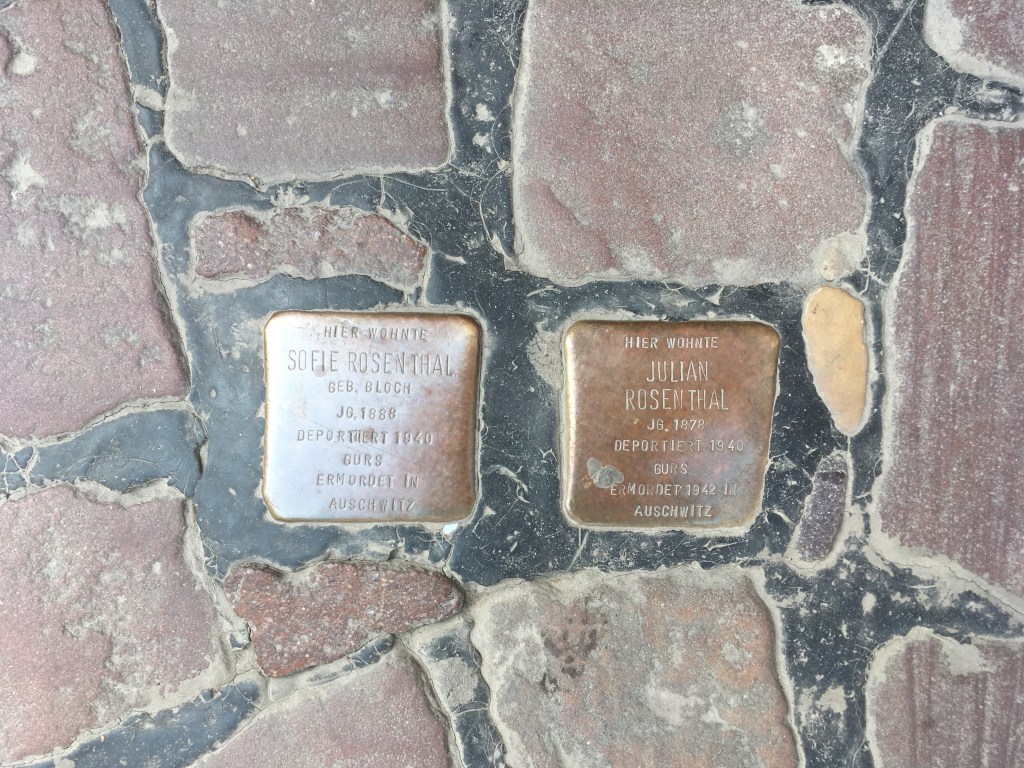 HIER WOHNTE
SOFIE ROSENTHAL
GEB. BLOCH
JG. 1888
DEPORTIERT 1940
GURS
ERMORDET IN
AUSCHWITZ
HIER WOHNTE
JULIAN
ROSENTHAL
JG. 1878
DEPORTIERT 1940
GURS
ERMORDET 1942 IN
AUSCHWITZ